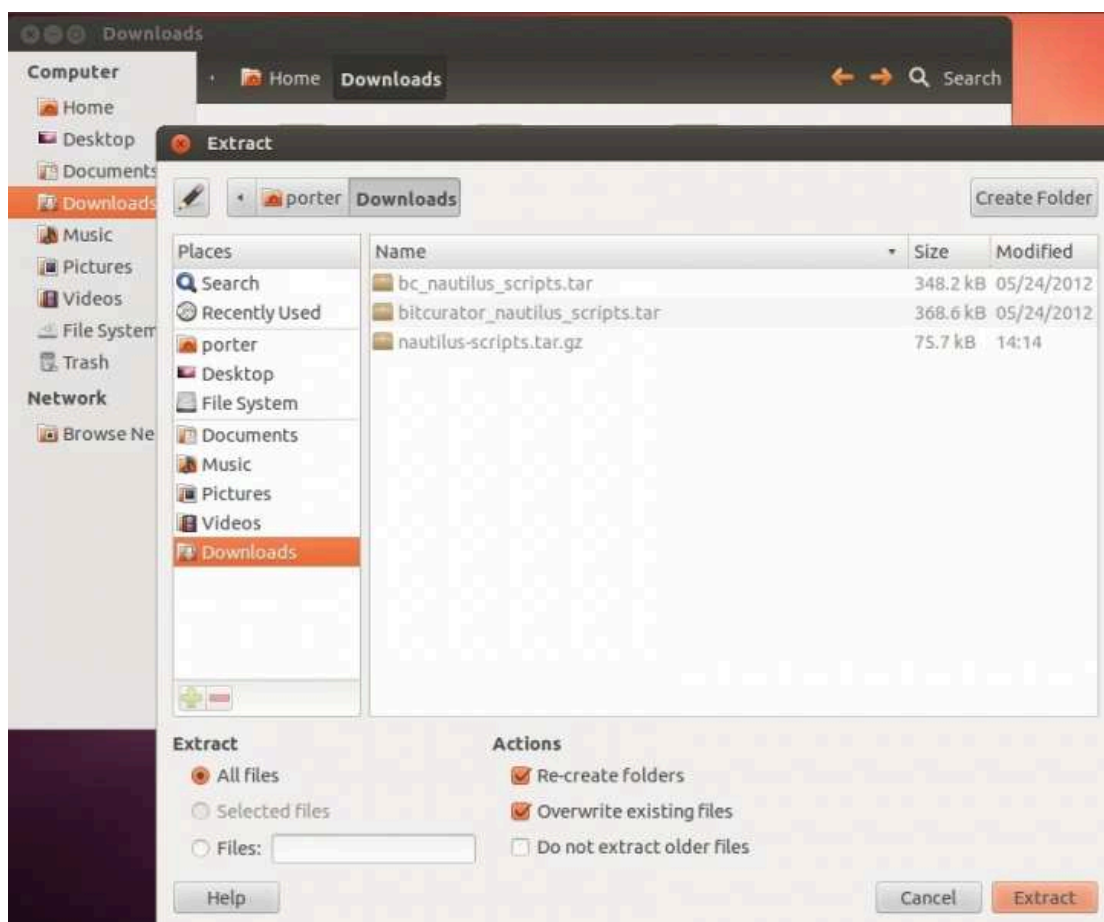 Downloads
Computer
Home
Desktop
Documents
Downloads
Music
Pictures
Videos
File System
Trash
Network
Browse Ne
Home Downloads
Search
Extract
porter Downloads
Create Folder
Places
Search
Recently Used
porter
Desktop
File System
Documents
Music
Pictures
Videos
Downloads
Name Size Modified
bc_nautilus_scripts.tar 348.2 kB 05/24/2012
bitcurator_nautilus_scripts.tar 368.6 kB 05/24/2012
nautilus-scripts.tar.gz 75.7 kB 14:14
Extract
All files
Selected files
Files:
Actions
Re-create folders
Overwrite existing files
Do not extract older files
Help
Cancel
Extract